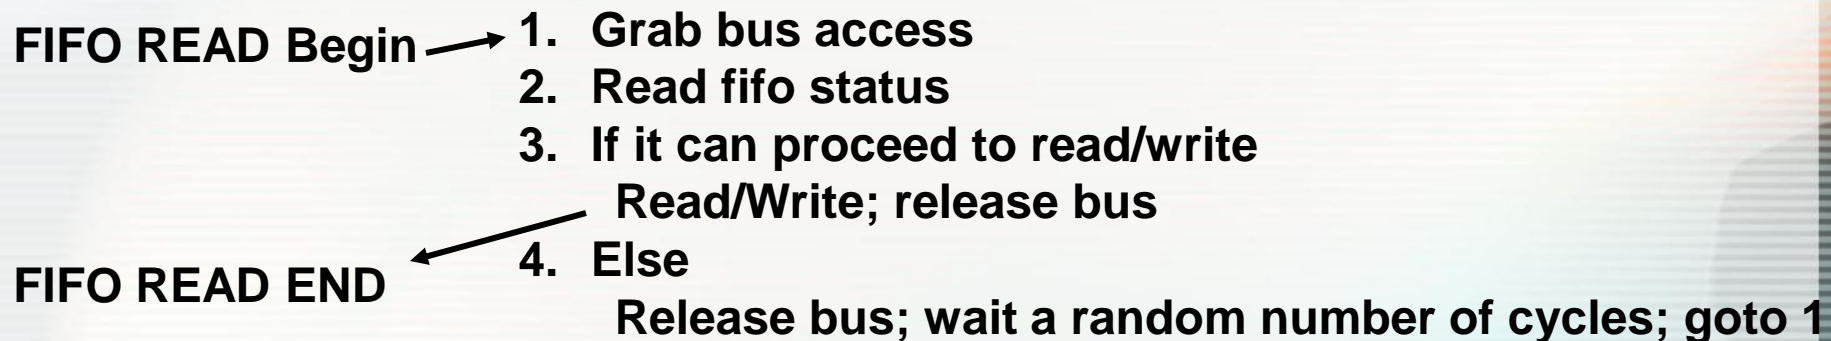 FIFO READ Begin
1. Grab bus access
2. Read fifo status
3. If it can proceed to read/write
Read/Write; release bus
4. Else
FIFO READ END
Release bus; wait a random number of cycles; goto 1